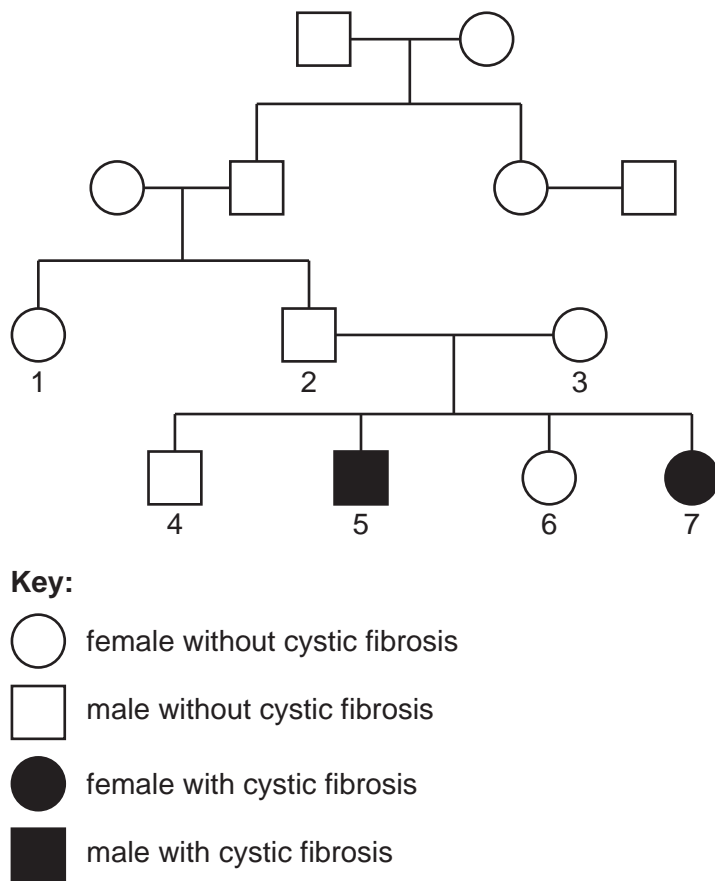 1
2
3
4
5
6
7
Key:
female without cystic fibrosis
male without cystic fibrosis
female with cystic fibrosis
male with cystic fibrosis